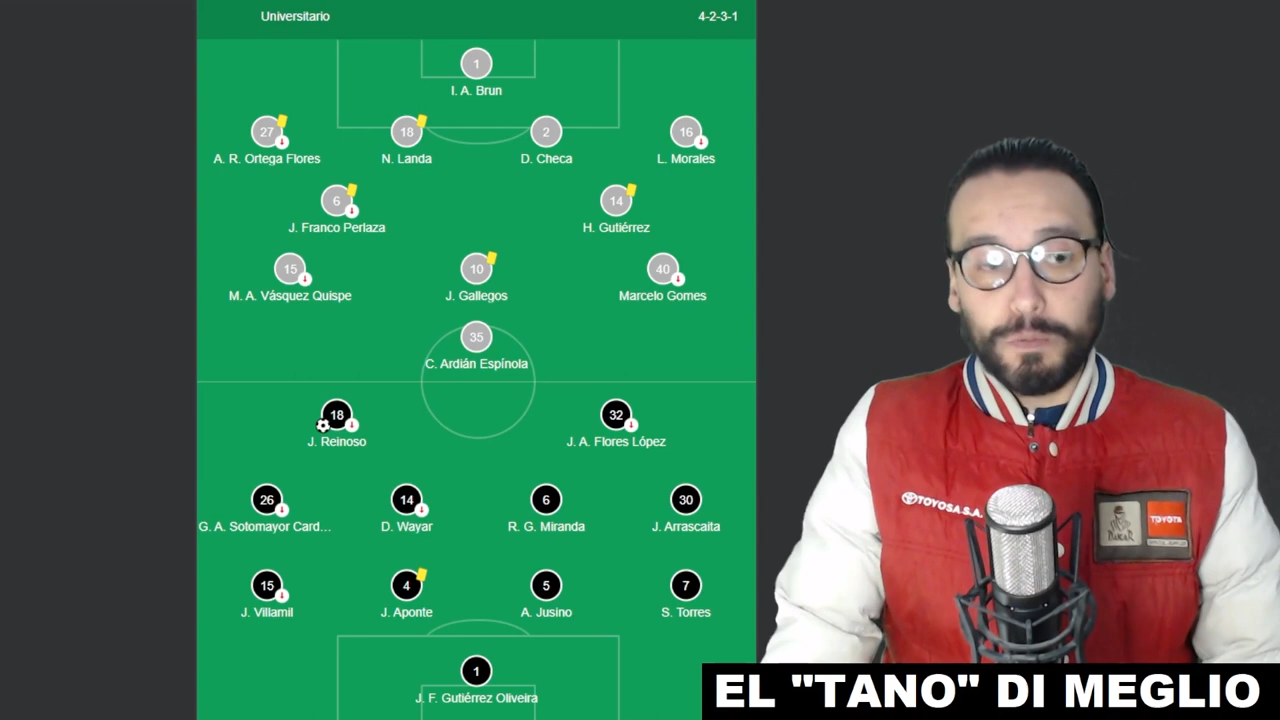 Universitario 4-2-3-1
1
I. A. Brun
27 18 2 16
A. R. Ortega Flores N. Landa D. Checa L. Morales
6 14
J. Franco Perlaza H. Gutiérrez
15 10 40
M. A. Vásquez Quispe J. Gallegos Marcelo Gomes
35
C. Ardián Espínola
18 32
J. Reinoso J. A. Flores López
26 14 6 30
G. A. Sotomayor Card... D. Wayar R. G. Miranda J. Arrascaita
15 4 5 7
J. Villamil J. Aponte A. Jusino S. Torres
1
J. F. Gutiérrez Oliveira
TOYOSA S.A.
DAKAR
TOYOTA
EL "TANO" DI MEGLIO